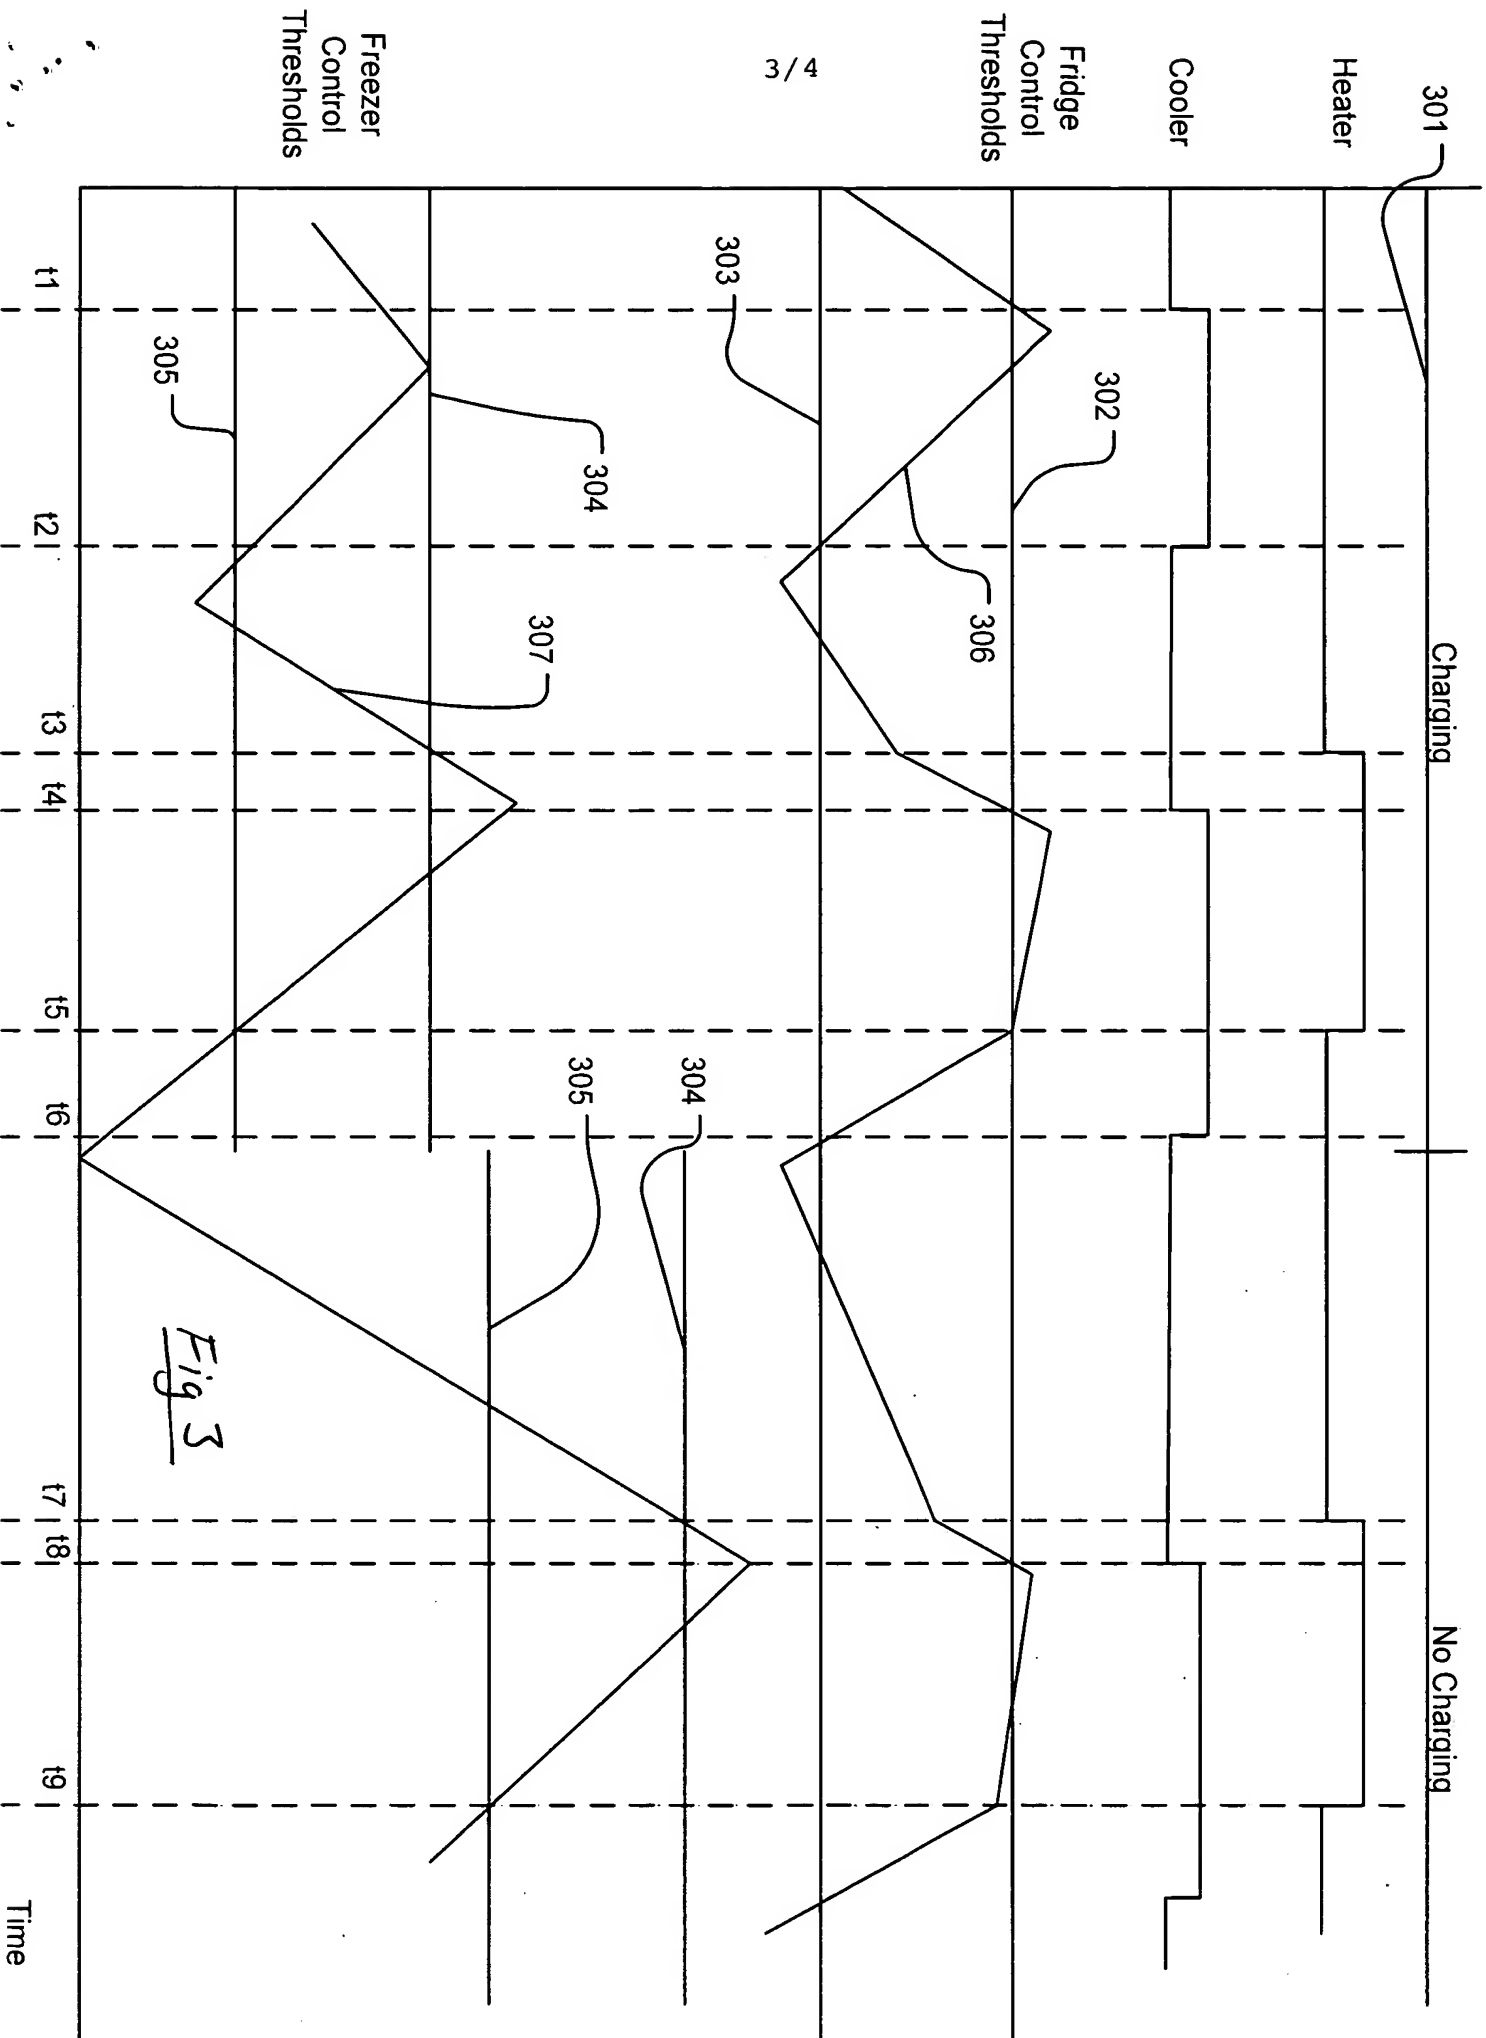 3/4
301
Charging
No Charging
Heater
Cooler
302
Fridge
Control
Thresholds
306
303
304
307
304
305
Freezer
Control
Thresholds
305
Fig 3
t1
t2
t3
t4
t5
t6
t7
t8
t9
Time